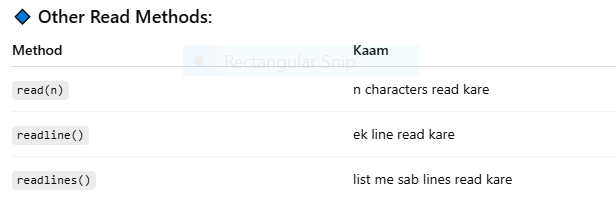 Other Read Methods:
Method Kaam
Rectangular Snip
read(n) n characters read kare
readline() ek line read kare
readlines() list me sab lines read kare